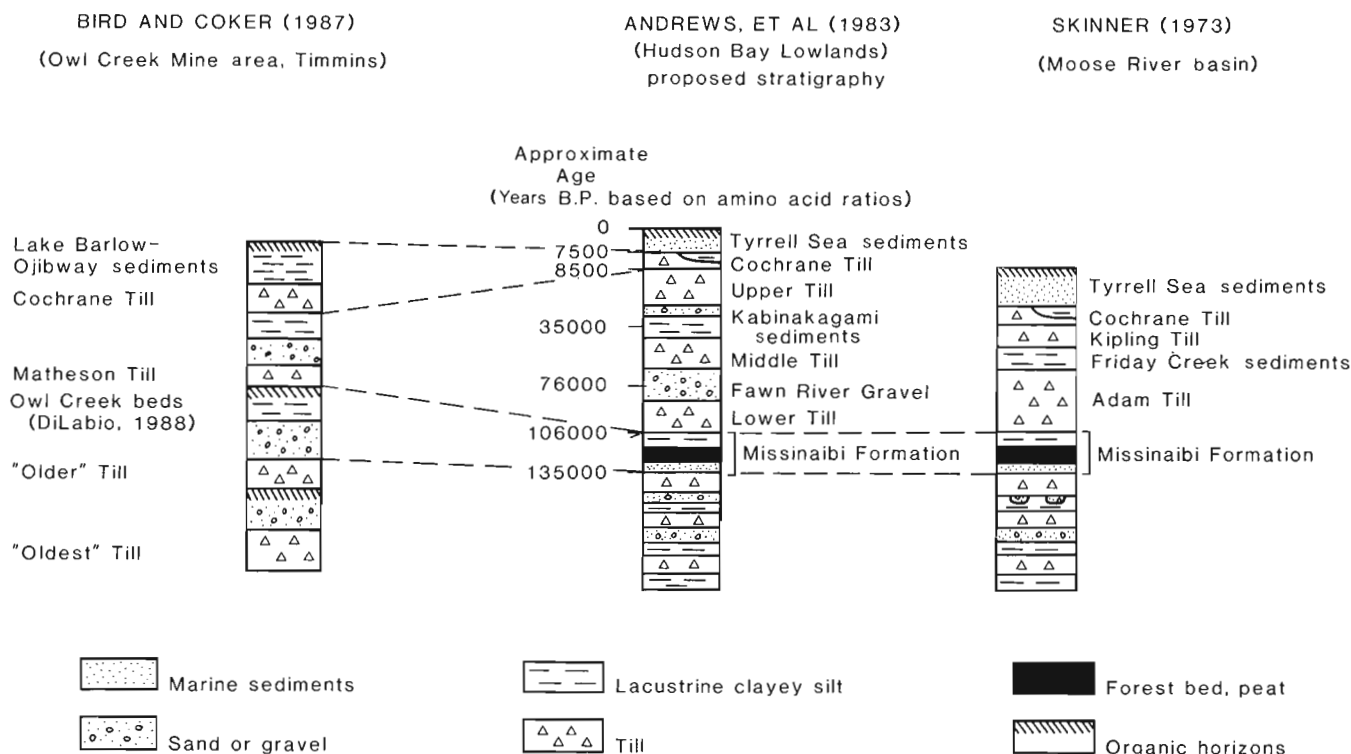 BIRD AND COKER (1987)
(Owl Creek Mine area, Timmins)
ANDREWS, ET AL (1983)
(Hudson Bay Lowlands)
proposed stratigraphy
SKINNER (1973)
(Moose River basin)
Approximate
Age
(Years B.P. based on amino acid ratios)
Lake Barlow-
Ojibway sediments
Cochrane Till
Matheson Till
Owl Creek beds
(DiLabio, 1988)
"Older" Till
"Oldest" Till
0
7500
8500
35000
76000
106000
135000
Tyrrell Sea sediments
Cochrane Till
Upper Till
Kabinakagami
sediments
Middle Till
Fawn River Gravel
Lower Till
Missinaibi Formation
Tyrrell Sea sediments
Cochrane Till
Kipling Till
Friday Creek sediments
Adam Till
Missinaibi Formation
Marine sediments
Lacustrine clayey silt
Forest bed, peat
Sand or gravel
Till
Organic horizons